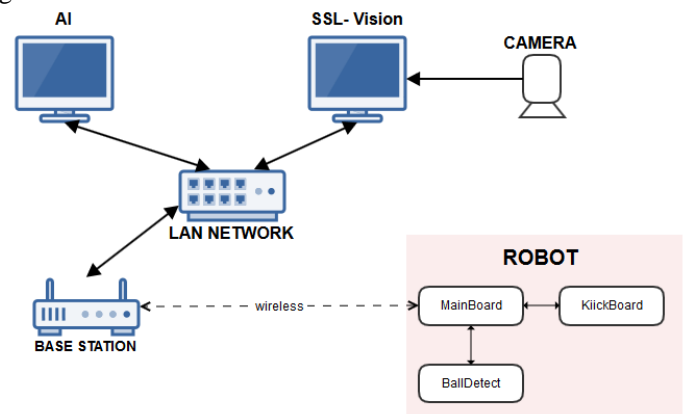 AI
SSL- Vision
CAMERA
LAN NETWORK
ROBOT
wireless
MainBoard
KiickBoard
BASE STATION
BallDetect